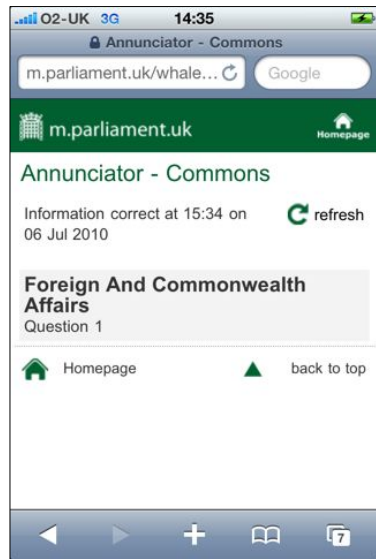 O2-UK 3G 14:35
Annunciator - Commons
m.parliament.uk/whale... Google
m.parliament.uk Homepage
Annunciator - Commons
Information correct at 15:34 on refresh
06 Jul 2010
Foreign And Commonwealth
Affairs
Question 1
Homepage back to top
7